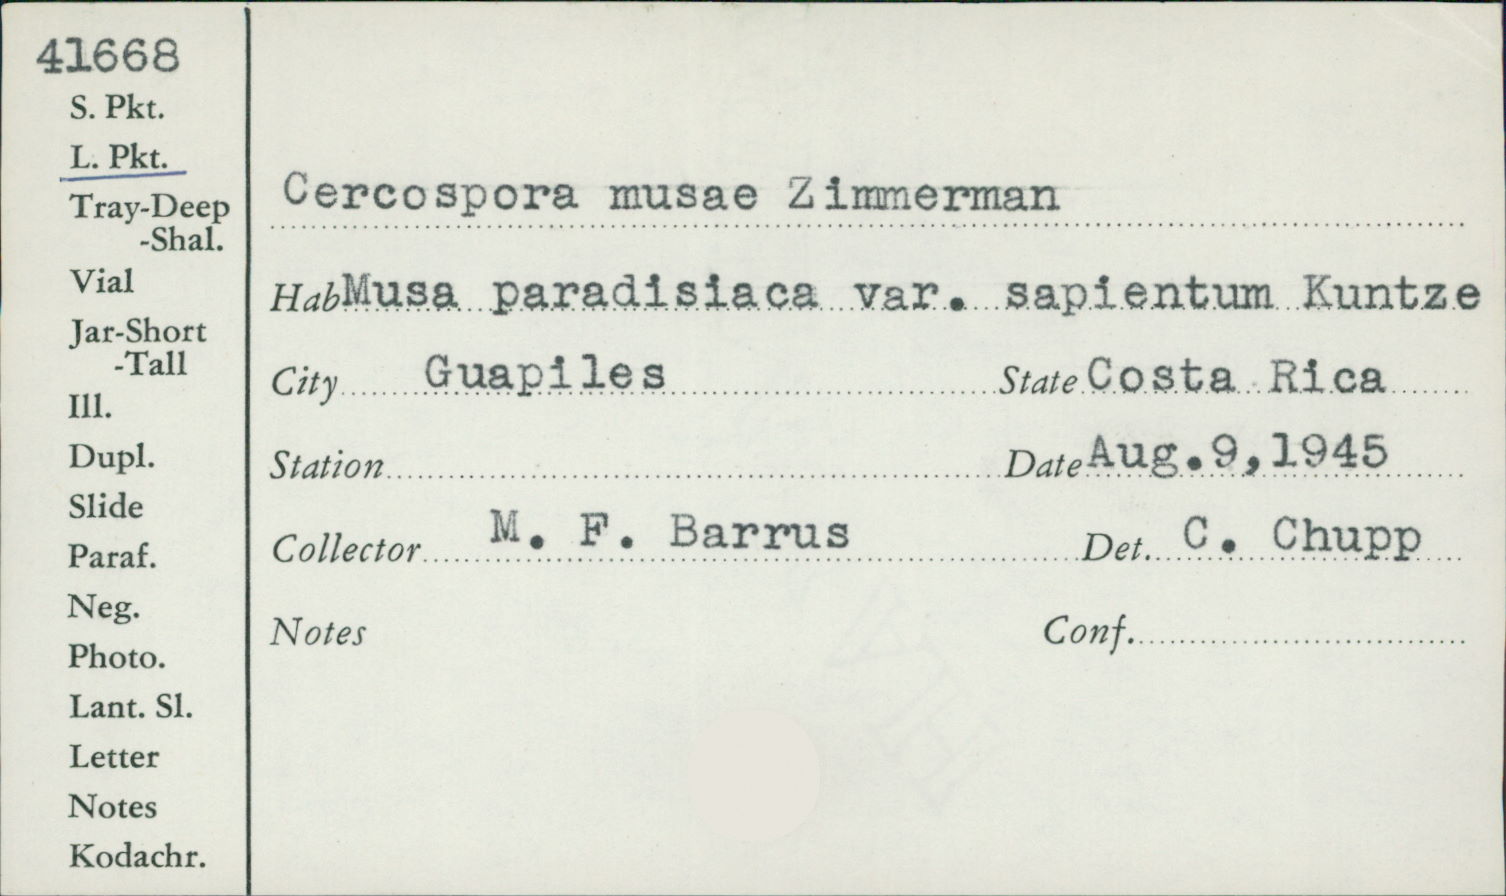 41668
S. Pkt.
L. Pkt.
Tray-Deep
-Shal.
Vial
Jar-Short
-Tall
Ill.
Dupl.
Slide
Paraf.
Neg.
Photo.
Lant. Sl.
Letter
Notes
Kodachr.
Cercospora musae Zimmerman
Hab Musa paradisiaca var. sapientum Kuntze
City Guapiles State Costa Rica
Station Date Aug.9,1945
Collector M. F. Barrus Det. C. Chupp
Notes Conf.